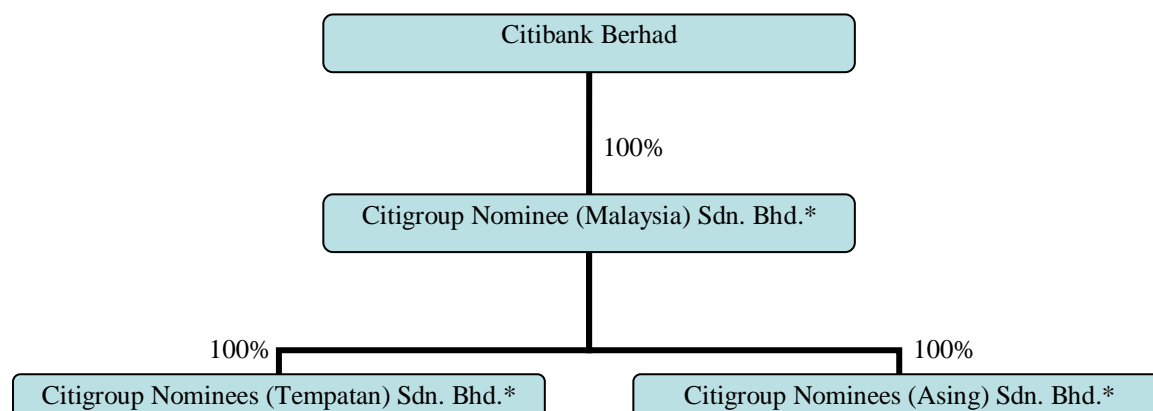 Citibank Berhad
100%
Citigroup Nominee (Malaysia) Sdn. Bhd.*
100%
100%
Citigroup Nominees (Tempatan) Sdn. Bhd.*
Citigroup Nominees (Asing) Sdn. Bhd.*